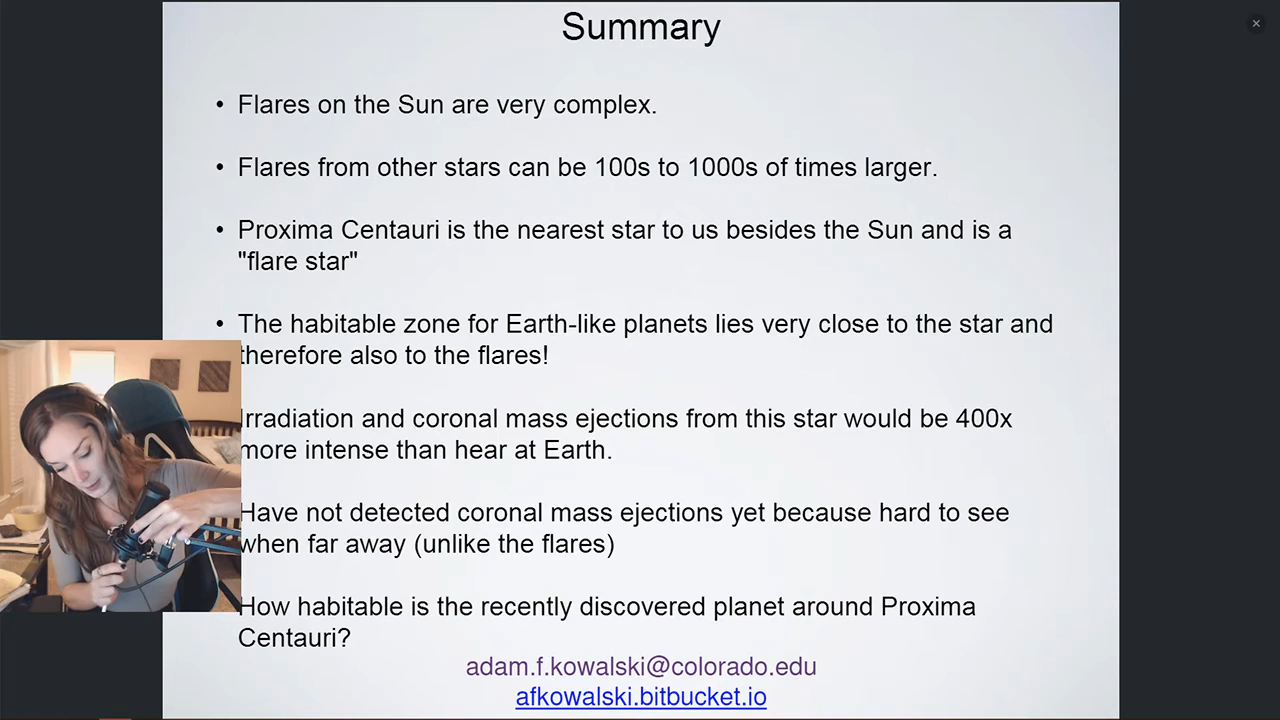 Summary
• Flares on the Sun are very complex.
• Flares from other stars can be 100s to 1000s of times larger.
• Proxima Centauri is the nearest star to us besides the Sun and is a
"flare star"
• The habitable zone for Earth-like planets lies very close to the star and
therefore also to the flares!
Irradiation and coronal mass ejections from this star would be 400x
more intense than hear at Earth.
Have not detected coronal mass ejections yet because hard to see
when far away (unlike the flares)
How habitable is the recently discovered planet around Proxima
Centauri?
adam.f.kowalski@colorado.edu
afkowalski.bitbucket.io